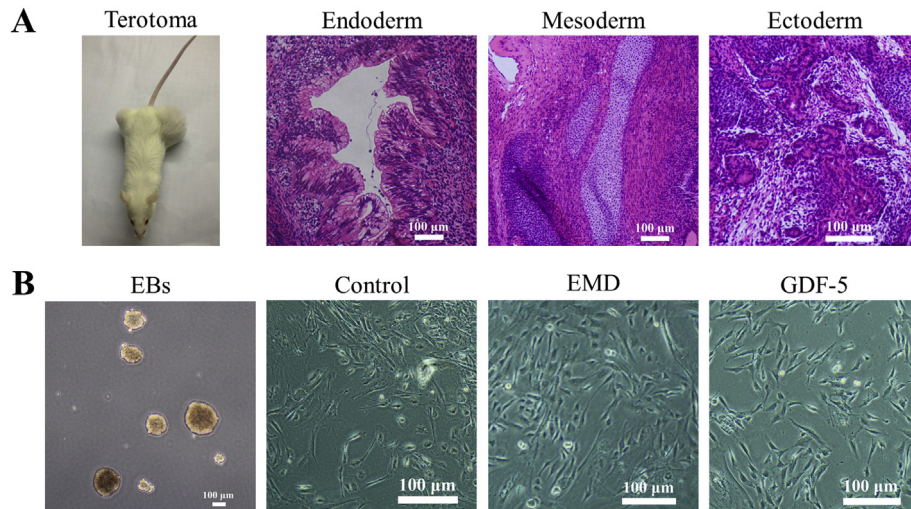 A
Terotoma
Endoderm
Mesoderm
Ectoderm
100 μm
100 μm
100 μm
B
EBs
Control
EMD
GDF-5
100 μm
100 μm
100 μm
100 μm